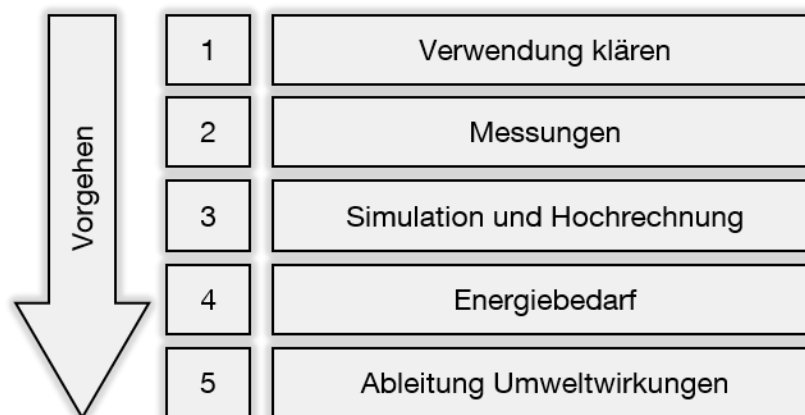 Vorgehen
1 Verwendung klären
2 Messungen
3 Simulation und Hochrechnung
4 Energiebedarf
5 Ableitung Umweltwirkungen